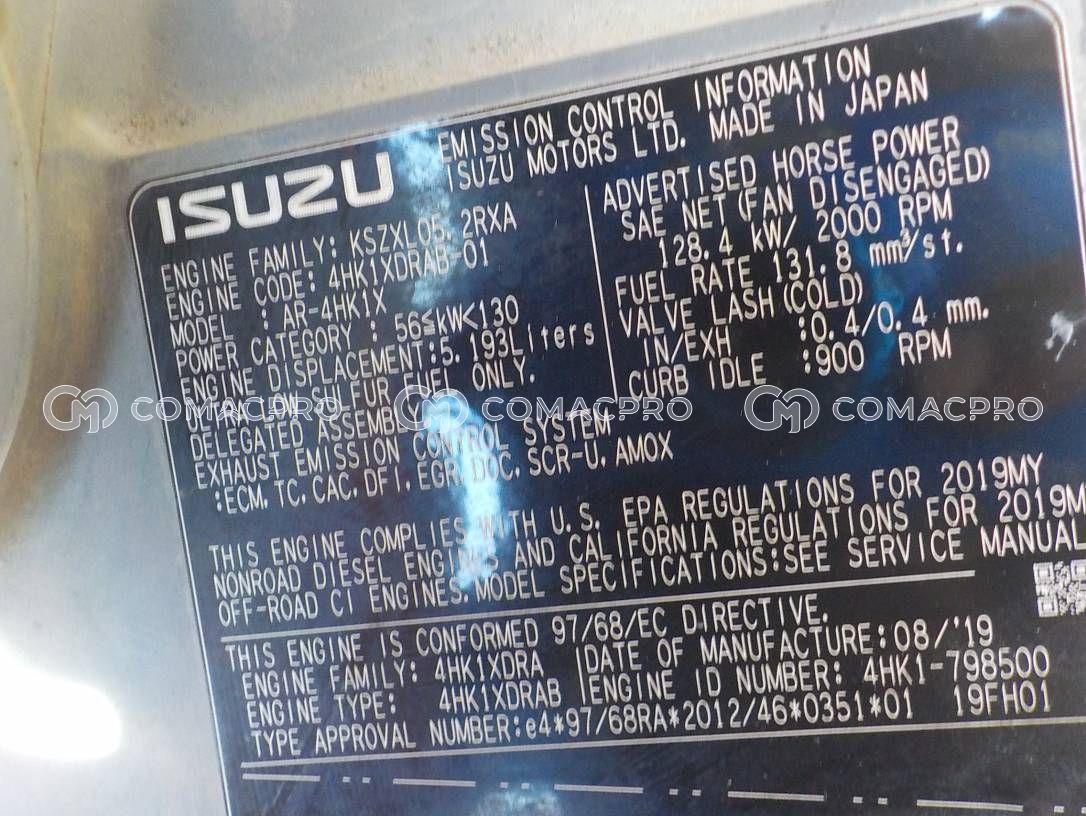 ISUZU
EMISSION CONTROL INFORMATION
ISUZU MOTORS LTD. MADE IN JAPAN
ENGINE FAMILY: KSZXL05.2RXA
ENGINE CODE: 4HK1XDRAB-01
MODEL : AR-4HK1X
POWER CATEGORY : 56≦kW<130
ENGINE DISPLACEMENT:5.193Liters
ULTRA LOW SULFUR FUEL ONLY.
DELEGATED ASSEMBLY
EXHAUST EMISSION CONTROL SYSTEM
:ECM, TC, CAC, DFI, EGR, DOC, SCR-U, AMOX
ADVERTISED HORSE POWER
SAE NET(FAN DISENGAGED)
128.4 kW/ 2000 RPM
FUEL RATE 131.8 mm³/st.
VALVE LASH(COLD)
IN/EXH :0.4/0.4 mm.
CURB IDLE :900 RPM
COMACPRO COMACPRO COMACPRO
THIS ENGINE COMPLIES WITH U.S. EPA REGULATIONS FOR 2019MY
NONROAD DIESEL ENGINES AND CALIFORNIA REGULATIONS FOR 2019M
OFF-ROAD CI ENGINES.MODEL SPECIFICATIONS:SEE SERVICE MANUAL
THIS ENGINE IS CONFORMED 97/68/EC DIRECTIVE.
ENGINE FAMILY: 4HK1XDRA DATE OF MANUFACTURE:08/'19
ENGINE TYPE: 4HK1XDRAB ENGINE ID NUMBER: 4HK1-798500
TYPE APPROVAL NUMBER:e4*97/68RA*2012/46*0351*01 19FH01